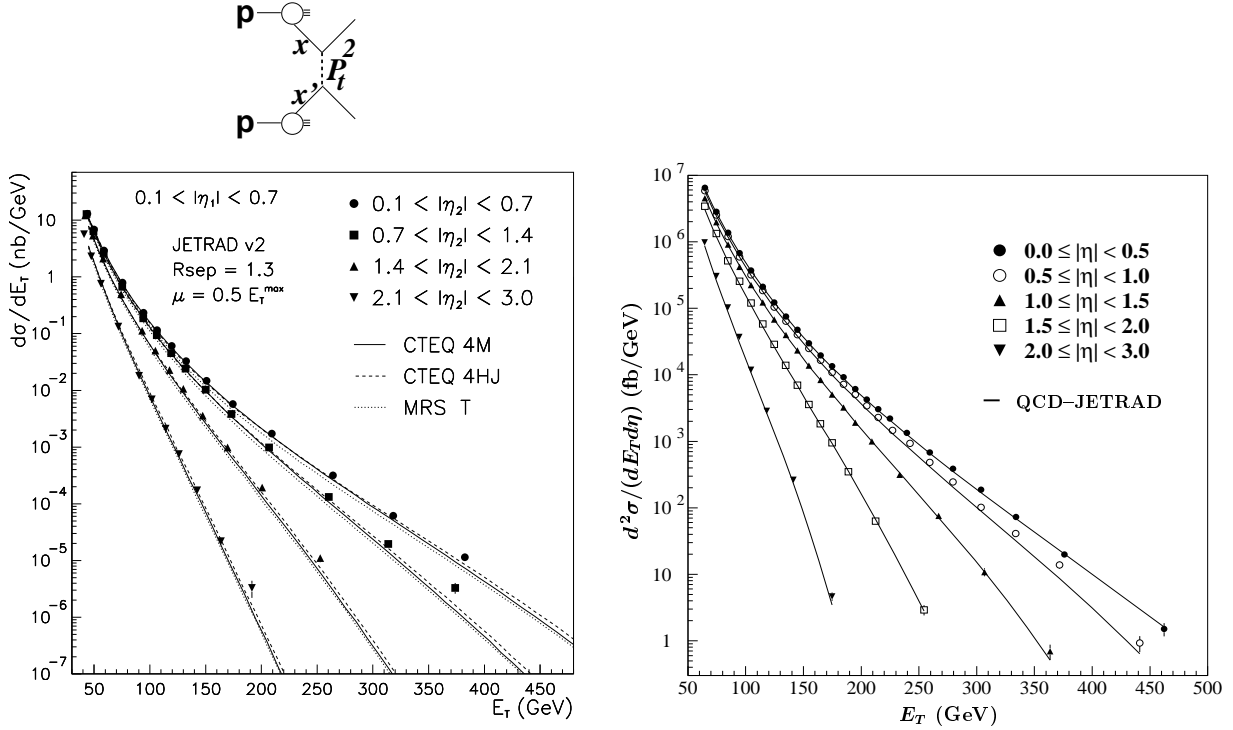 p
x
2
P
t
x'
p
dσ/dE_T (nb/GeV)
10
1
10^-1
10^-2
10^-3
10^-4
10^-5
10^-6
10^-7
0.1 < |η₁| < 0.7
JETRAD v2
Rsep = 1.3
μ = 0.5 E_T^max
0.1 < |η₂| < 0.7
0.7 < |η₂| < 1.4
1.4 < |η₂| < 2.1
2.1 < |η₂| < 3.0
CTEQ 4M
CTEQ 4HJ
MRS T
50 100 150 200 250 300 350 400 450
E_T (GeV)
d²σ/(dE_T dη) (fb/GeV)
10^7
10^6
10^5
10^4
10^3
10^2
10
1
0.0 ≤ |η| < 0.5
0.5 ≤ |η| < 1.0
1.0 ≤ |η| < 1.5
1.5 ≤ |η| < 2.0
2.0 ≤ |η| < 3.0
QCD–JETRAD
50 100 150 200 250 300 350 400 450 500
E_T (GeV)